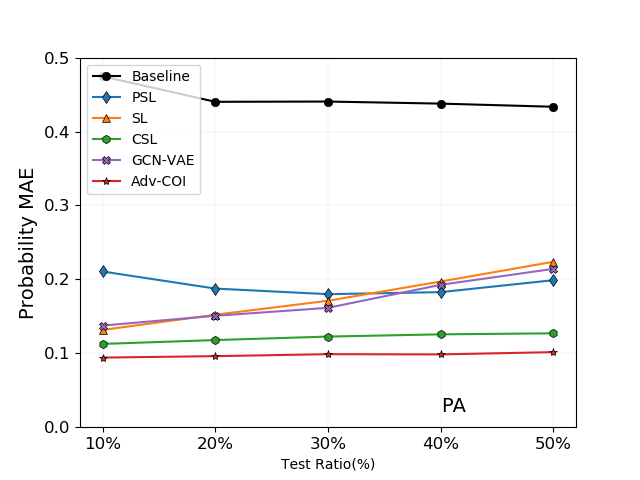 0.5
0.4
0.3
0.2
0.1
0.0
Probability MAE
Baseline
PSL
SL
CSL
GCN-VAE
Adv-COI
PA
10% 20% 30% 40% 50%
Test Ratio(%)